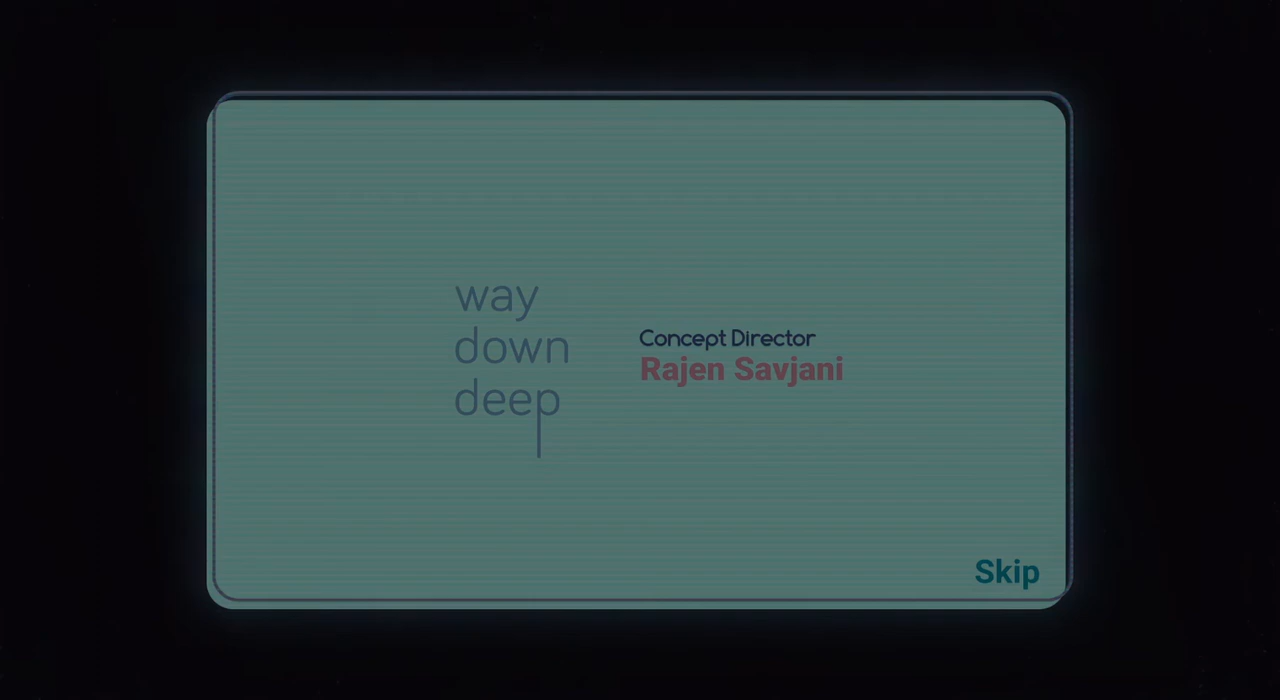 way
down
deep
Concept Director
Rajen Savjani
Skip